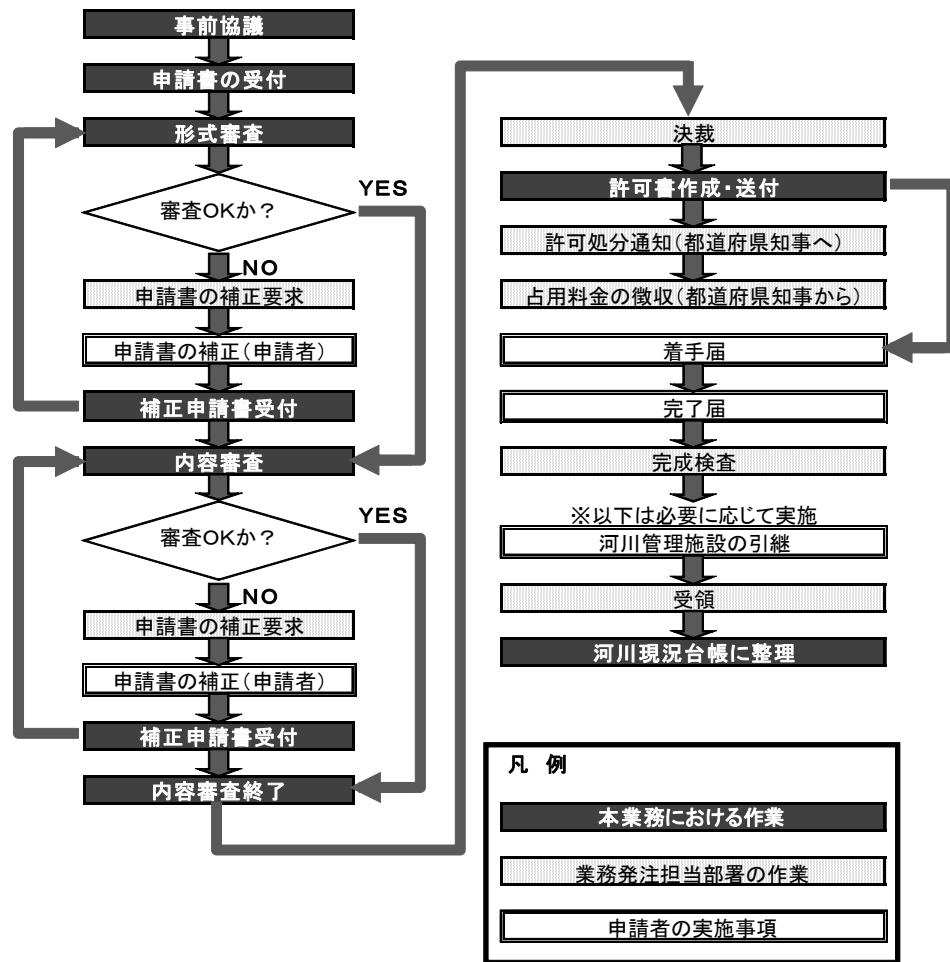 事前協議
申請書の受付
形式審査
審査OKか？
YES
NO
申請書の補正要求
申請書の補正（申請者）
補正申請書受付
内容審査
審査OKか？
YES
NO
申請書の補正要求
申請書の補正（申請者）
補正申請書受付
内容審査終了
決裁
許可書作成・送付
許可処分通知（都道府県知事へ）
占用料金の徴収（都道府県知事から）
着手届
完了届
完成検査
※以下は必要に応じて実施
河川管理施設の引継
受領
河川現況台帳に整理
凡 例
本業務における作業
業務発注担当部署の作業
申請者の実施事項